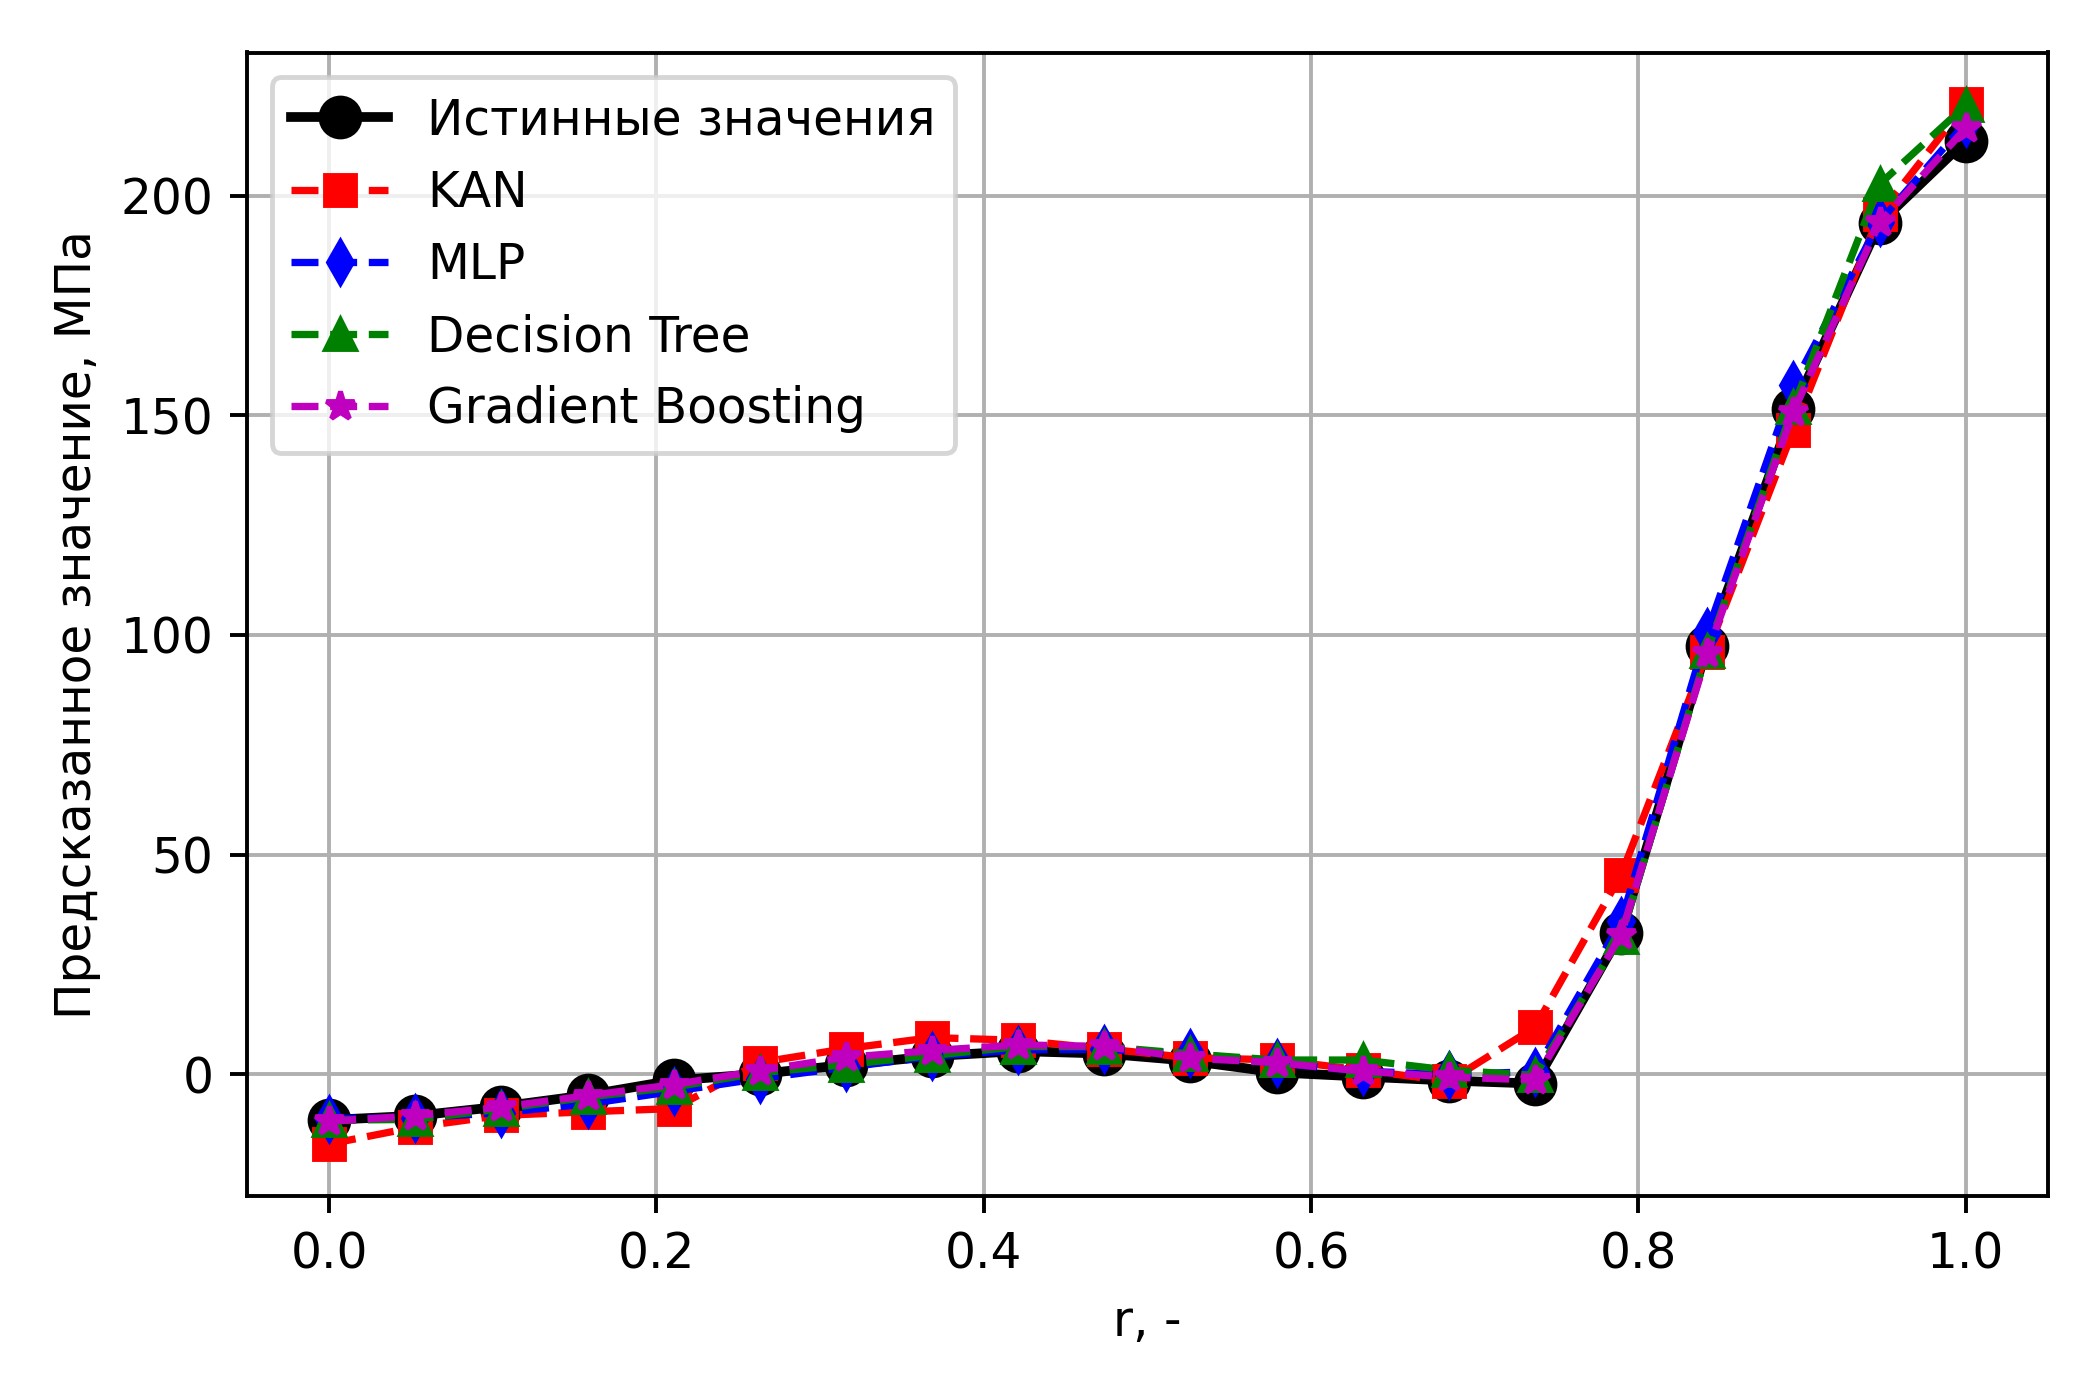 Истинные значения
KAN
MLP
Decision Tree
Gradient Boosting
Предсказанное значение, МПа
200
150
100
50
0
0.0 0.2 0.4 0.6 0.8 1.0
r, -